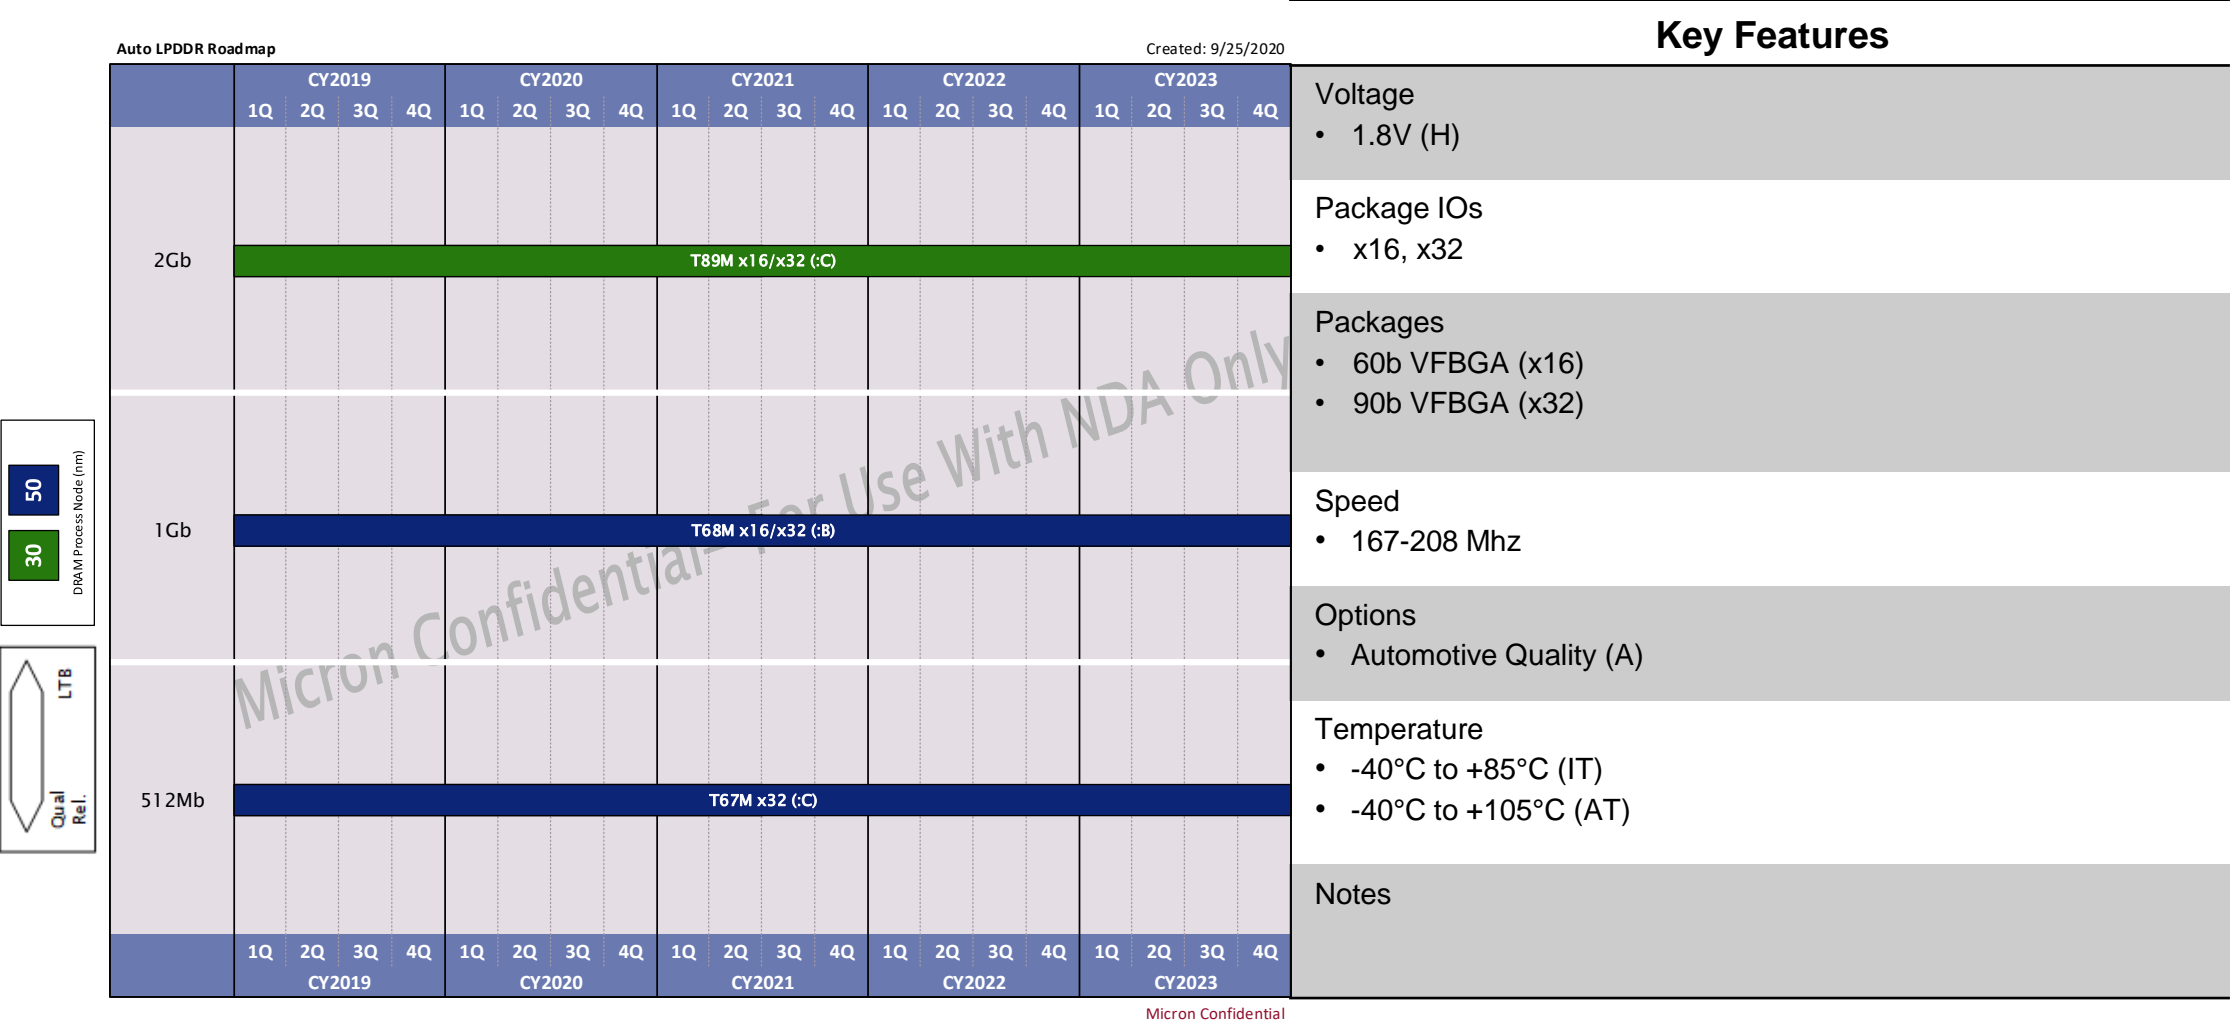 Key Features
Auto LPDDR Roadmap
Created: 9/25/2020
CY2019 CY2020 CY2021 CY2022 CY2023
1Q 2Q 3Q 4Q 1Q 2Q 3Q 4Q 1Q 2Q 3Q 4Q 1Q 2Q 3Q 4Q 1Q 2Q 3Q 4Q
2Gb
T89M x16/x32 (:C)
1Gb
T68M x16/x32 (:B)
512Mb
T67M x32 (:C)
1Q 2Q 3Q 4Q 1Q 2Q 3Q 4Q 1Q 2Q 3Q 4Q 1Q 2Q 3Q 4Q 1Q 2Q 3Q 4Q
CY2019 CY2020 CY2021 CY2022 CY2023
Micron Confidential – For Use With NDA Only
50
30
DRAM Process Node (nm)
LTB
Qual
Rel.
Voltage
• 1.8V (H)
Package IOs
• x16, x32
Packages
• 60b VFBGA (x16)
• 90b VFBGA (x32)
Speed
• 167-208 Mhz
Options
• Automotive Quality (A)
Temperature
• -40°C to +85°C (IT)
• -40°C to +105°C (AT)
Notes
Micron Confidential